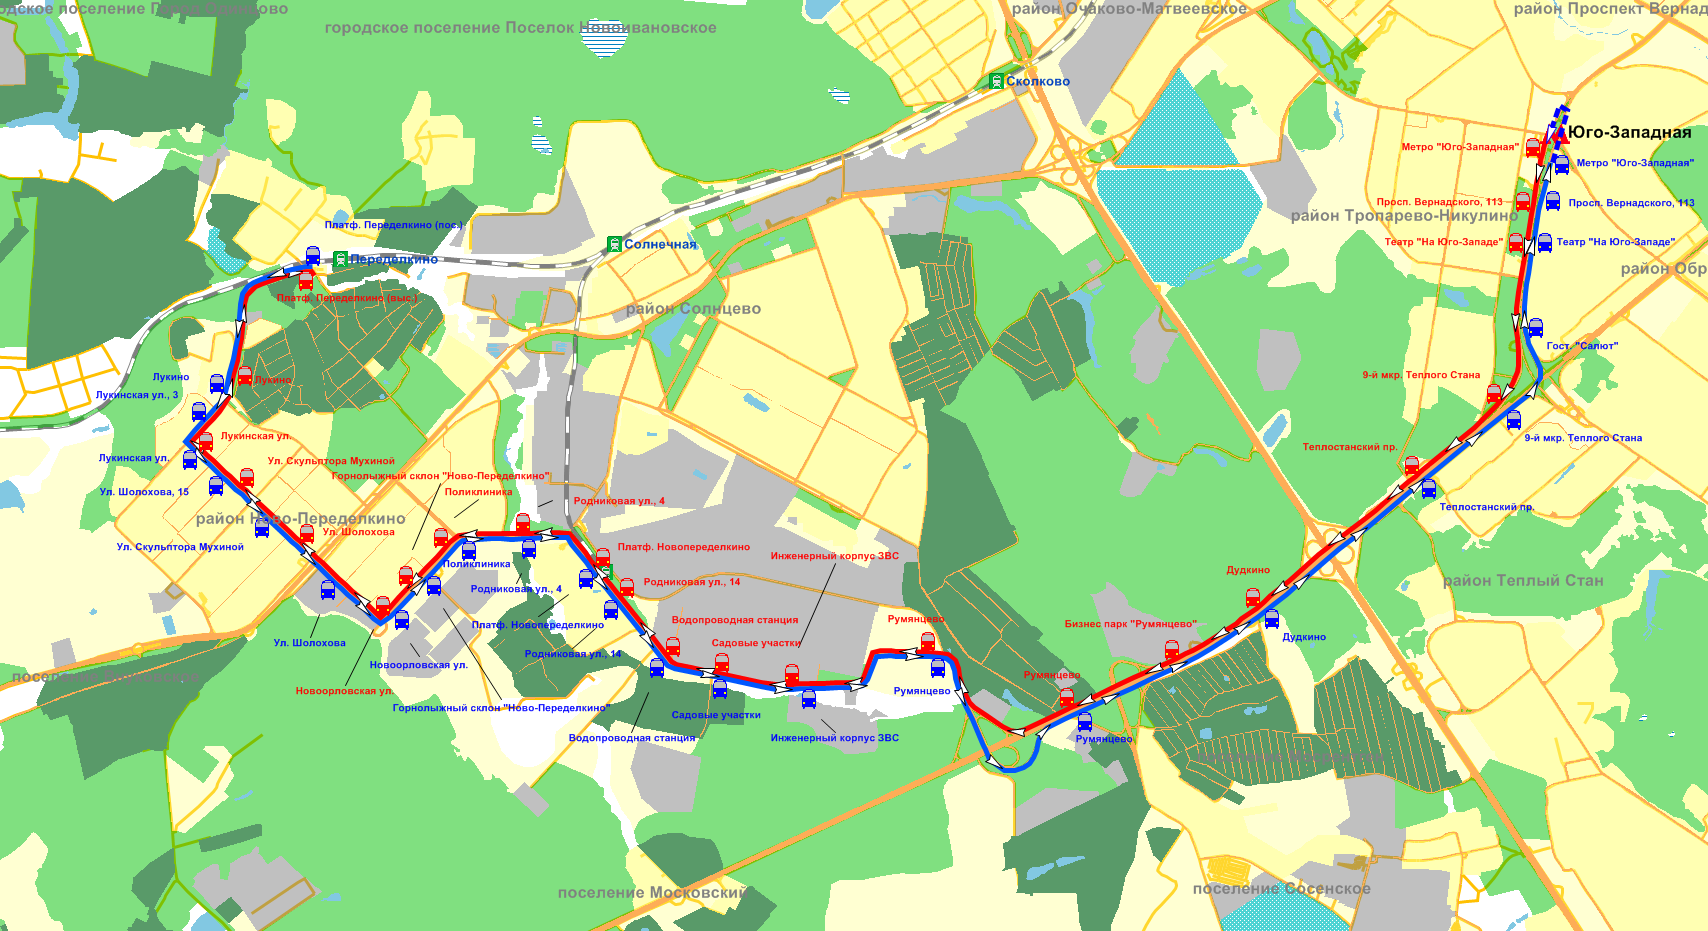 городское поселение Поселок Новоивановское
район Очаково-Матвеевское
район Проспект Вернад
Сколково
Юго-Западная
Метро "Юго-Западная"
Метро "Юго-Западная"
Просп. Вернадского, 113
Просп. Вернадского, 113
район Тропарево-Никулино
Театр "На Юго-Западе"
Театр "На Юго-Западе"
район Обр
Платф. Переделкино (пос.)
Солнечная
Переделкино
Платф. Переделкино (выс.)
район Солнцево
Гост. "Салют"
Лукино
Лукино
9-й мкр. Теплого Стана
Лукинская ул., 3
Лукинская ул.
9-й мкр. Теплого Стана
Теплостанский пр.
Лукинская ул.
Ул. Скульптора Мухиной
Горнолыжный склон "Ново-Переделкино"
Ул. Шолохова, 15
Поликлиника
Родниковая ул., 4
Теплостанский пр.
район Ново-Переделкино
Ул. Шолохова
Ул. Скульптора Мухиной
Платф. Новопеределкино
Инженерный корпус ЗВС
Поликлиника
Дудкино
Родниковая ул., 14
район Теплый Стан
Родниковая ул., 4
Водопроводная станция
Румянцево
Платф. Новопеределкино
Бизнес парк "Румянцево"
Ул. Шолохова
Садовые участки
Дудкино
Родниковая ул., 14
Новоорловская ул.
Румянцево
поселение
Новоорловская ул.
Румянцево
Горнолыжный склон "Ново-Переделкино"
Садовые участки
Водопроводная станция
Инженерный корпус ЗВС
Румянцево
поселение Московский
поселение Сосенское